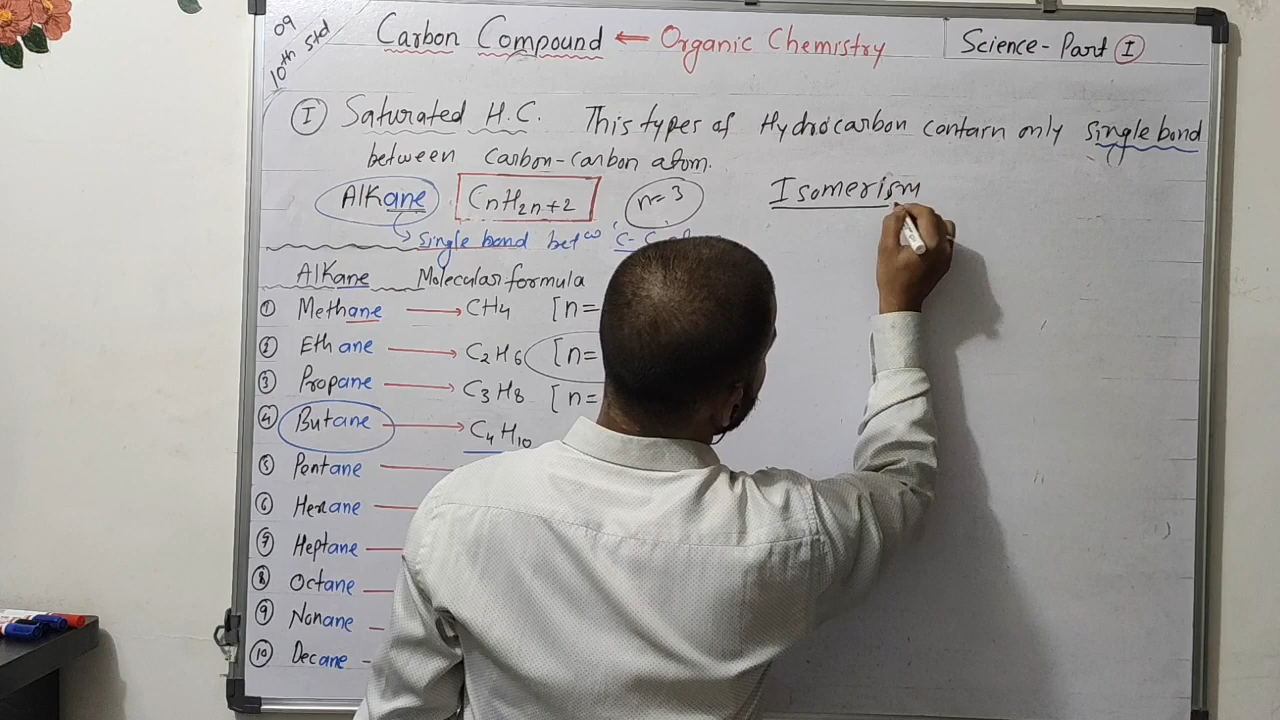 09
10th std
Carbon Compound ← Organic Chemistry
Science-Part I
I Saturated H.C. This types of Hydrocarbon contain only single bond
between Carbon-carbon atom.
Alkane CnH2n+2 n=3
Isomerism
single bond betn C-C
Alkane Molecular formula
1 Methane → CH4 [n=
2 Ethane → C2H6 [n=
3 Propane → C3H8 [n=
4 Butane → C4H10
5 Pentane
6 Hexane
7 Heptane
8 Octane
9 Nonane
10 Decane